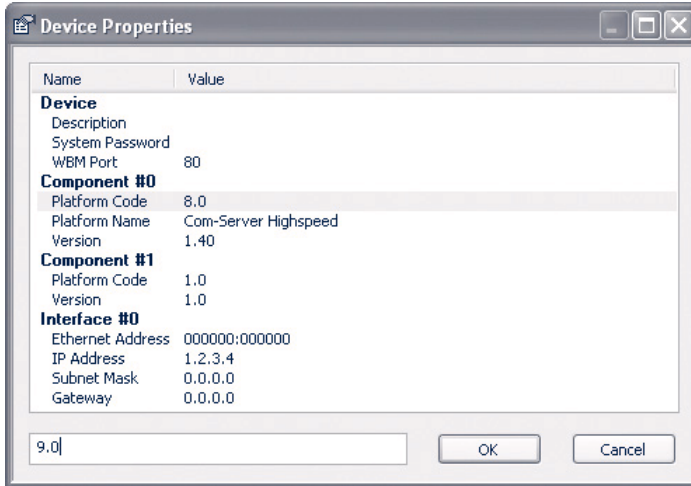 Device Properties
Name Value
Device
Description
System Password
WBM Port 80
Component #0
Platform Code 8.0
Platform Name Com-Server Highspeed
Version 1.40
Component #1
Platform Code 1.0
Version 1.0
Interface #0
Ethernet Address 000000:000000
IP Address 1.2.3.4
Subnet Mask 0.0.0.0
Gateway 0.0.0.0
9.0
OK Cancel